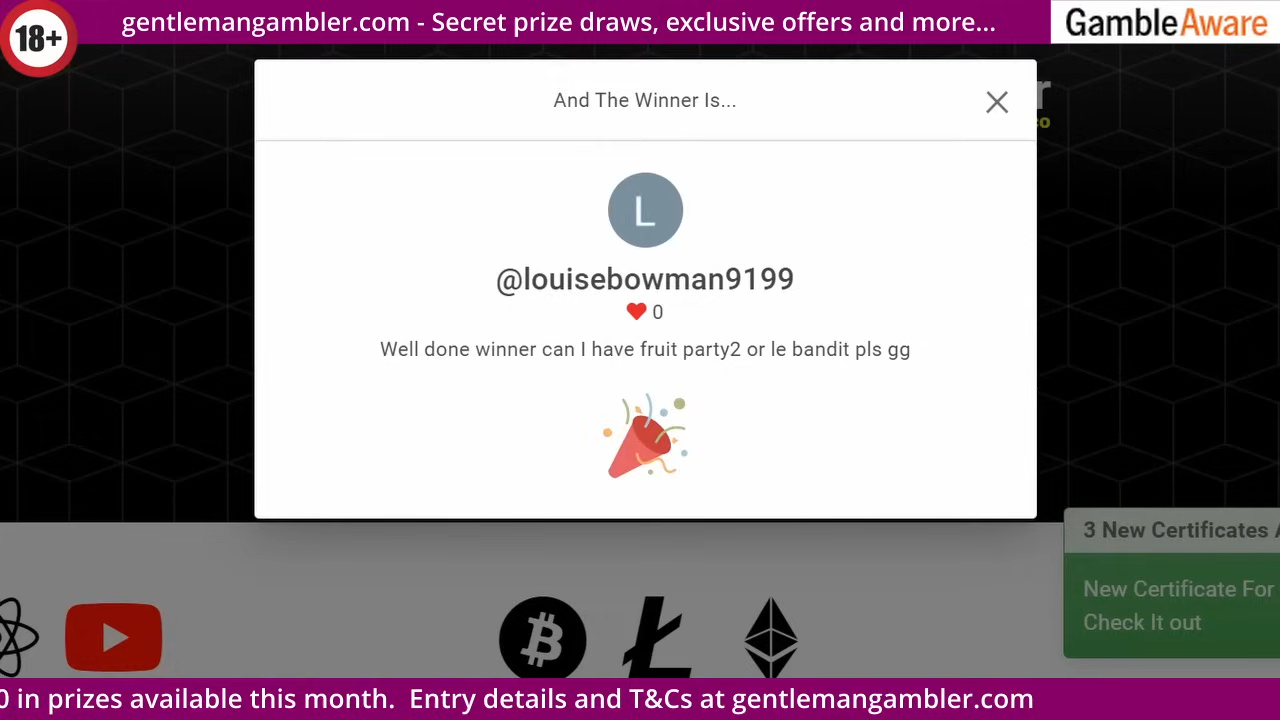 18+
gentlemangambler.com - Secret prize draws, exclusive offers and more...
GambleAware
And The Winner Is...
r
co
L
@louisebowman9199
0
Well done winner can I have fruit party2 or le bandit pls gg
3 New Certificates A
New Certificate For
Check It out
0 in prizes available this month.  Entry details and T&Cs at gentlemangambler.com